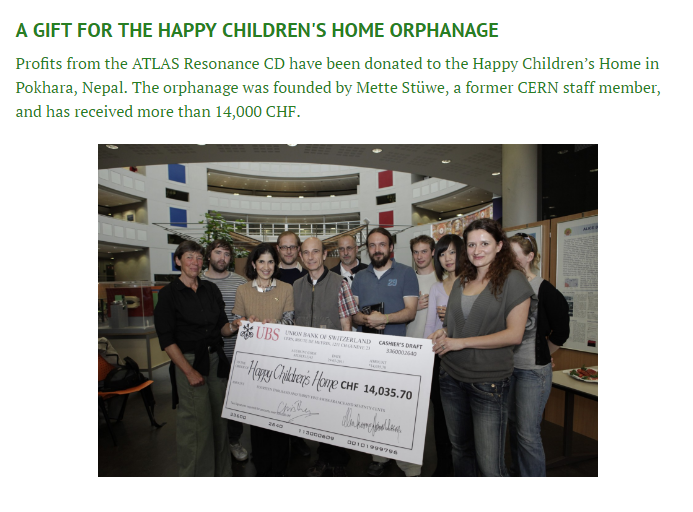 A GIFT FOR THE HAPPY CHILDREN'S HOME ORPHANAGE
Profits from the ATLAS Resonance CD have been donated to the Happy Children's Home in
Pokhara, Nepal. The orphanage was founded by Mette Stüwe, a former CERN staff member,
and has received more than 14,000 CHF.
UBS
UNION BANK OF SWITZERLAND
CASHIER'S DRAFT
Happy Children's Home CHF 14,035.70